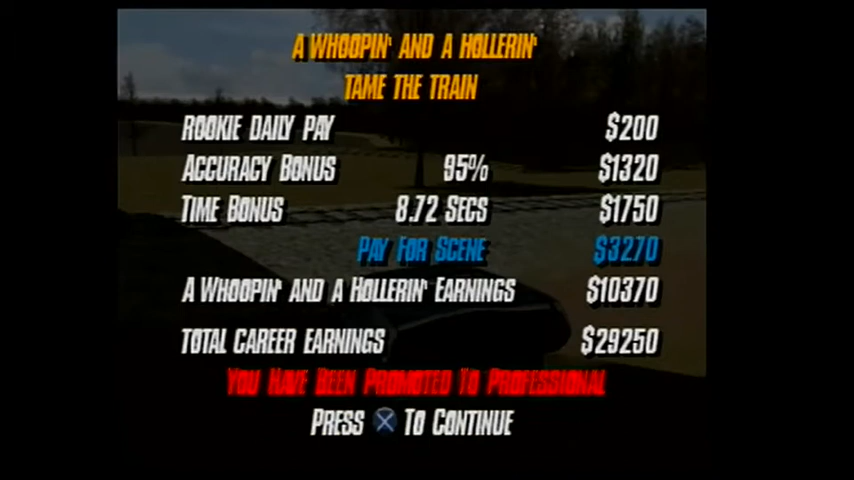 A WHOOPIN' AND A HOLLERIN'
TAME THE TRAIN
ROOKIE DAILY PAY $200
ACCURACY BONUS 95% $1320
TIME BONUS 8.72 SECS $1750
PAY FOR SCENE $3270
A WHOOPIN' AND A HOLLERIN' EARNINGS $10370
TOTAL CAREER EARNINGS $29250
YOU HAVE BEEN PROMOTED TO PROFESSIONAL
PRESS X TO CONTINUE